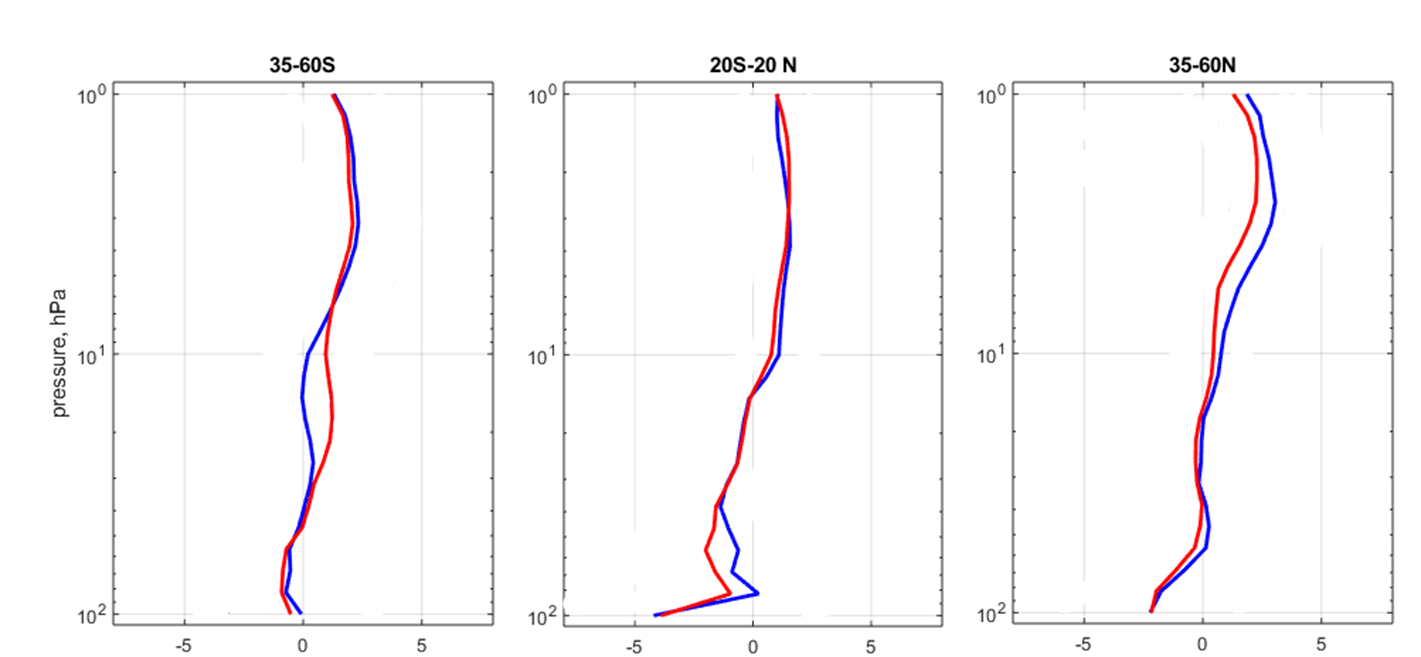 35-60S 20S-20 N 35-60N
10⁰ 10⁰ 10⁰
pressure, hPa
10¹ 10¹ 10¹
10² 10² 10²
-5 0 5 -5 0 5 -5 0 5